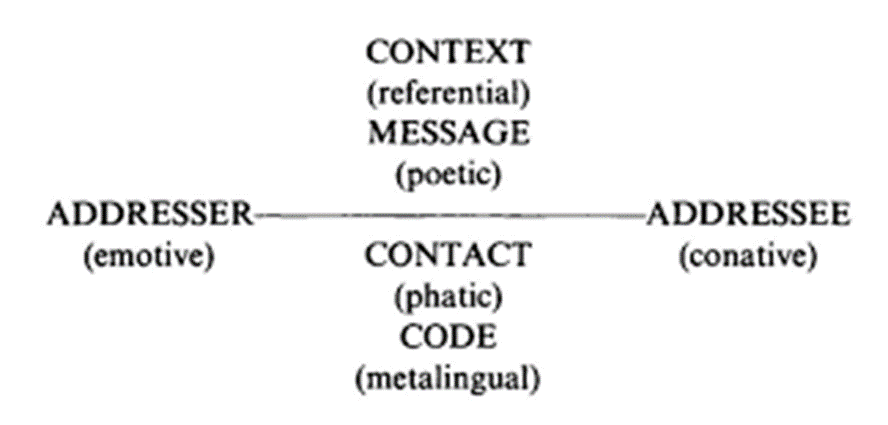 CONTEXT
(referential)
MESSAGE
(poetic)
ADDRESSER ADDRESSEE
(emotive) (conative)
CONTACT
(phatic)
CODE
(metalingual)